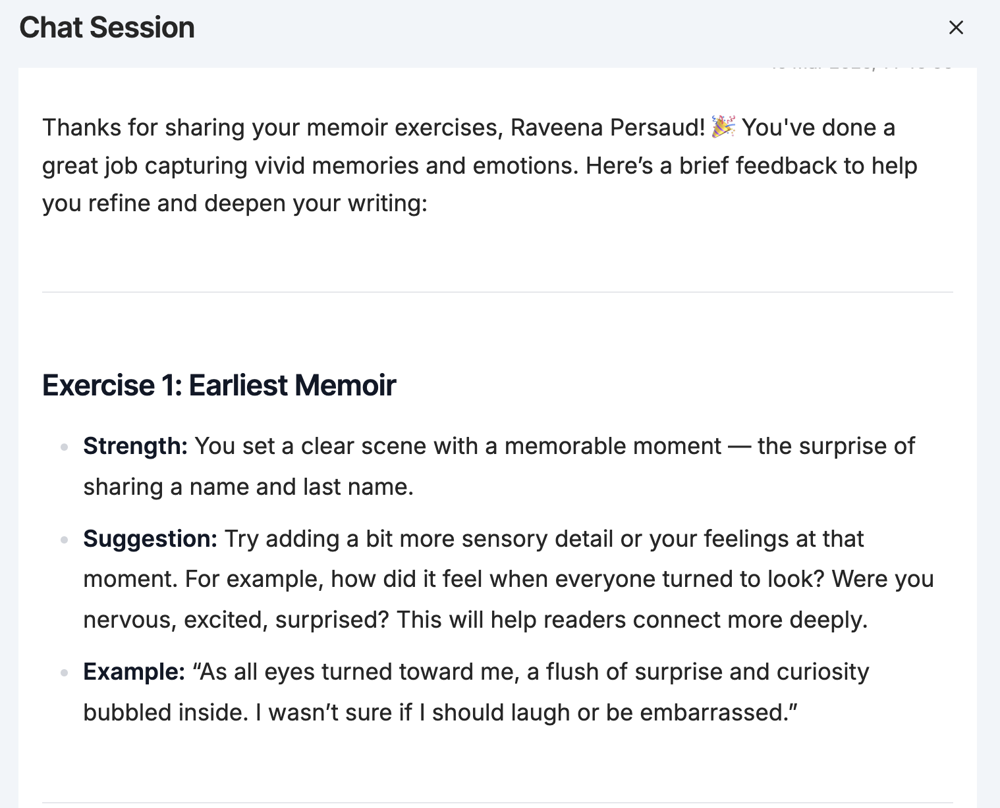 Chat Session
Thanks for sharing your memoir exercises, Raveena Persaud! 🎉 You've done a
great job capturing vivid memories and emotions. Here’s a brief feedback to help
you refine and deepen your writing:
Exercise 1: Earliest Memoir
Strength: You set a clear scene with a memorable moment — the surprise of
sharing a name and last name.
Suggestion: Try adding a bit more sensory detail or your feelings at that
moment. For example, how did it feel when everyone turned to look? Were you
nervous, excited, surprised? This will help readers connect more deeply.
Example: “As all eyes turned toward me, a flush of surprise and curiosity
bubbled inside. I wasn’t sure if I should laugh or be embarrassed.”